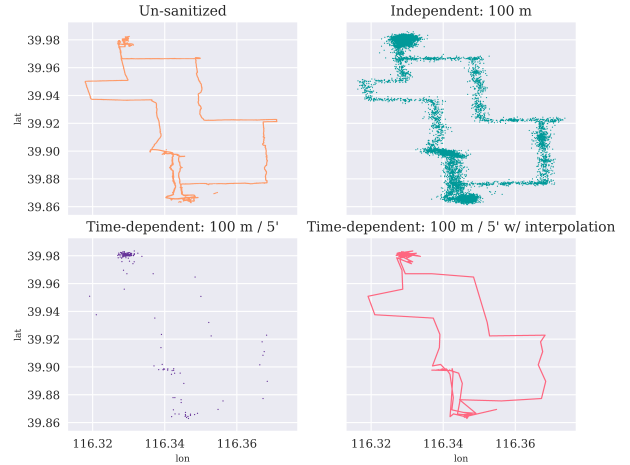 Un-sanitized
Independent: 100 m
39.98
39.96
39.94
39.92
39.90
39.88
39.86
lat
Time-dependent: 100 m / 5'
Time-dependent: 100 m / 5' w/ interpolation
39.98
39.96
39.94
39.92
39.90
39.88
39.86
lat
116.32
116.34
116.36
116.32
116.34
116.36
lon
lon